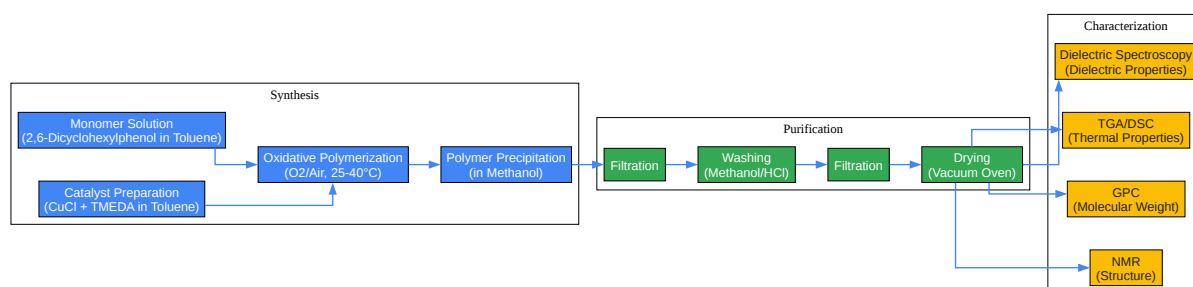 Synthesis
Monomer Solution
(2,6-Dicyclohexylphenol in Toluene)
Catalyst Preparation
(CuCl + TMEDA in Toluene)
Oxidative Polymerization
(O2/Air, 25-40°C)
Polymer Precipitation
(in Methanol)
Purification
Filtration
Washing
(Methanol/HCl)
Filtration
Drying
(Vacuum Oven)
Characterization
Dielectric Spectroscopy
(Dielectric Properties)
TGA/DSC
(Thermal Properties)
GPC
(Molecular Weight)
NMR
(Structure)